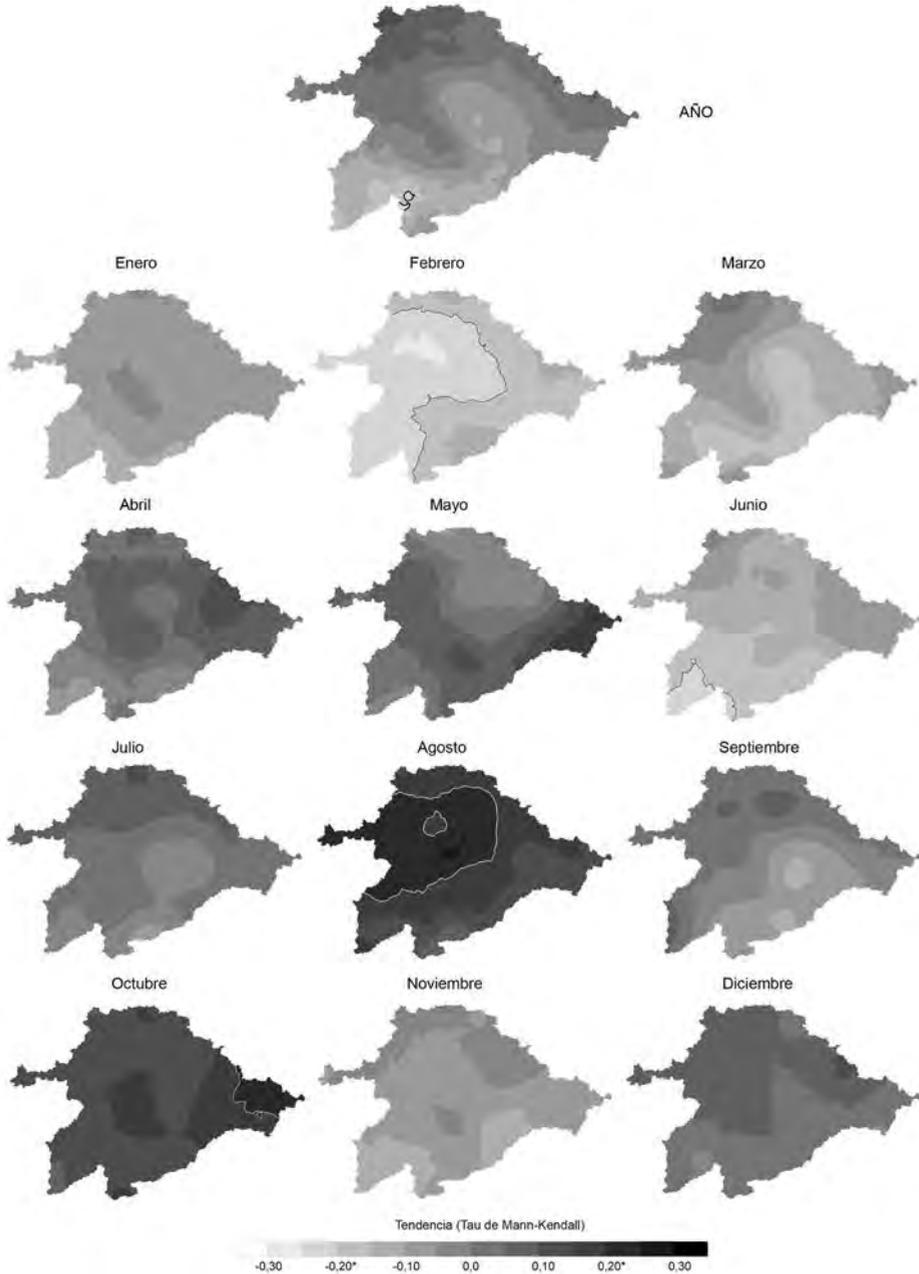 AÑO
Enero Febrero Marzo
Abril Mayo Junio
Julio Agosto Septiembre
Octubre Noviembre Diciembre
Tendencia (Tau de Mann-Kendall)
-0,30 -0,20* -0,10 0,0 0,10 0,20* 0,30